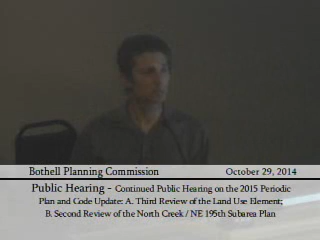 Bothell Planning Commission October 29, 2014
Public Hearing - Continued Public Hearing on the 2015 Periodic
Plan and Code Update: A. Third Review of the Land Use Element;
B. Second Review of the North Creek / NE 195th Subarea Plan